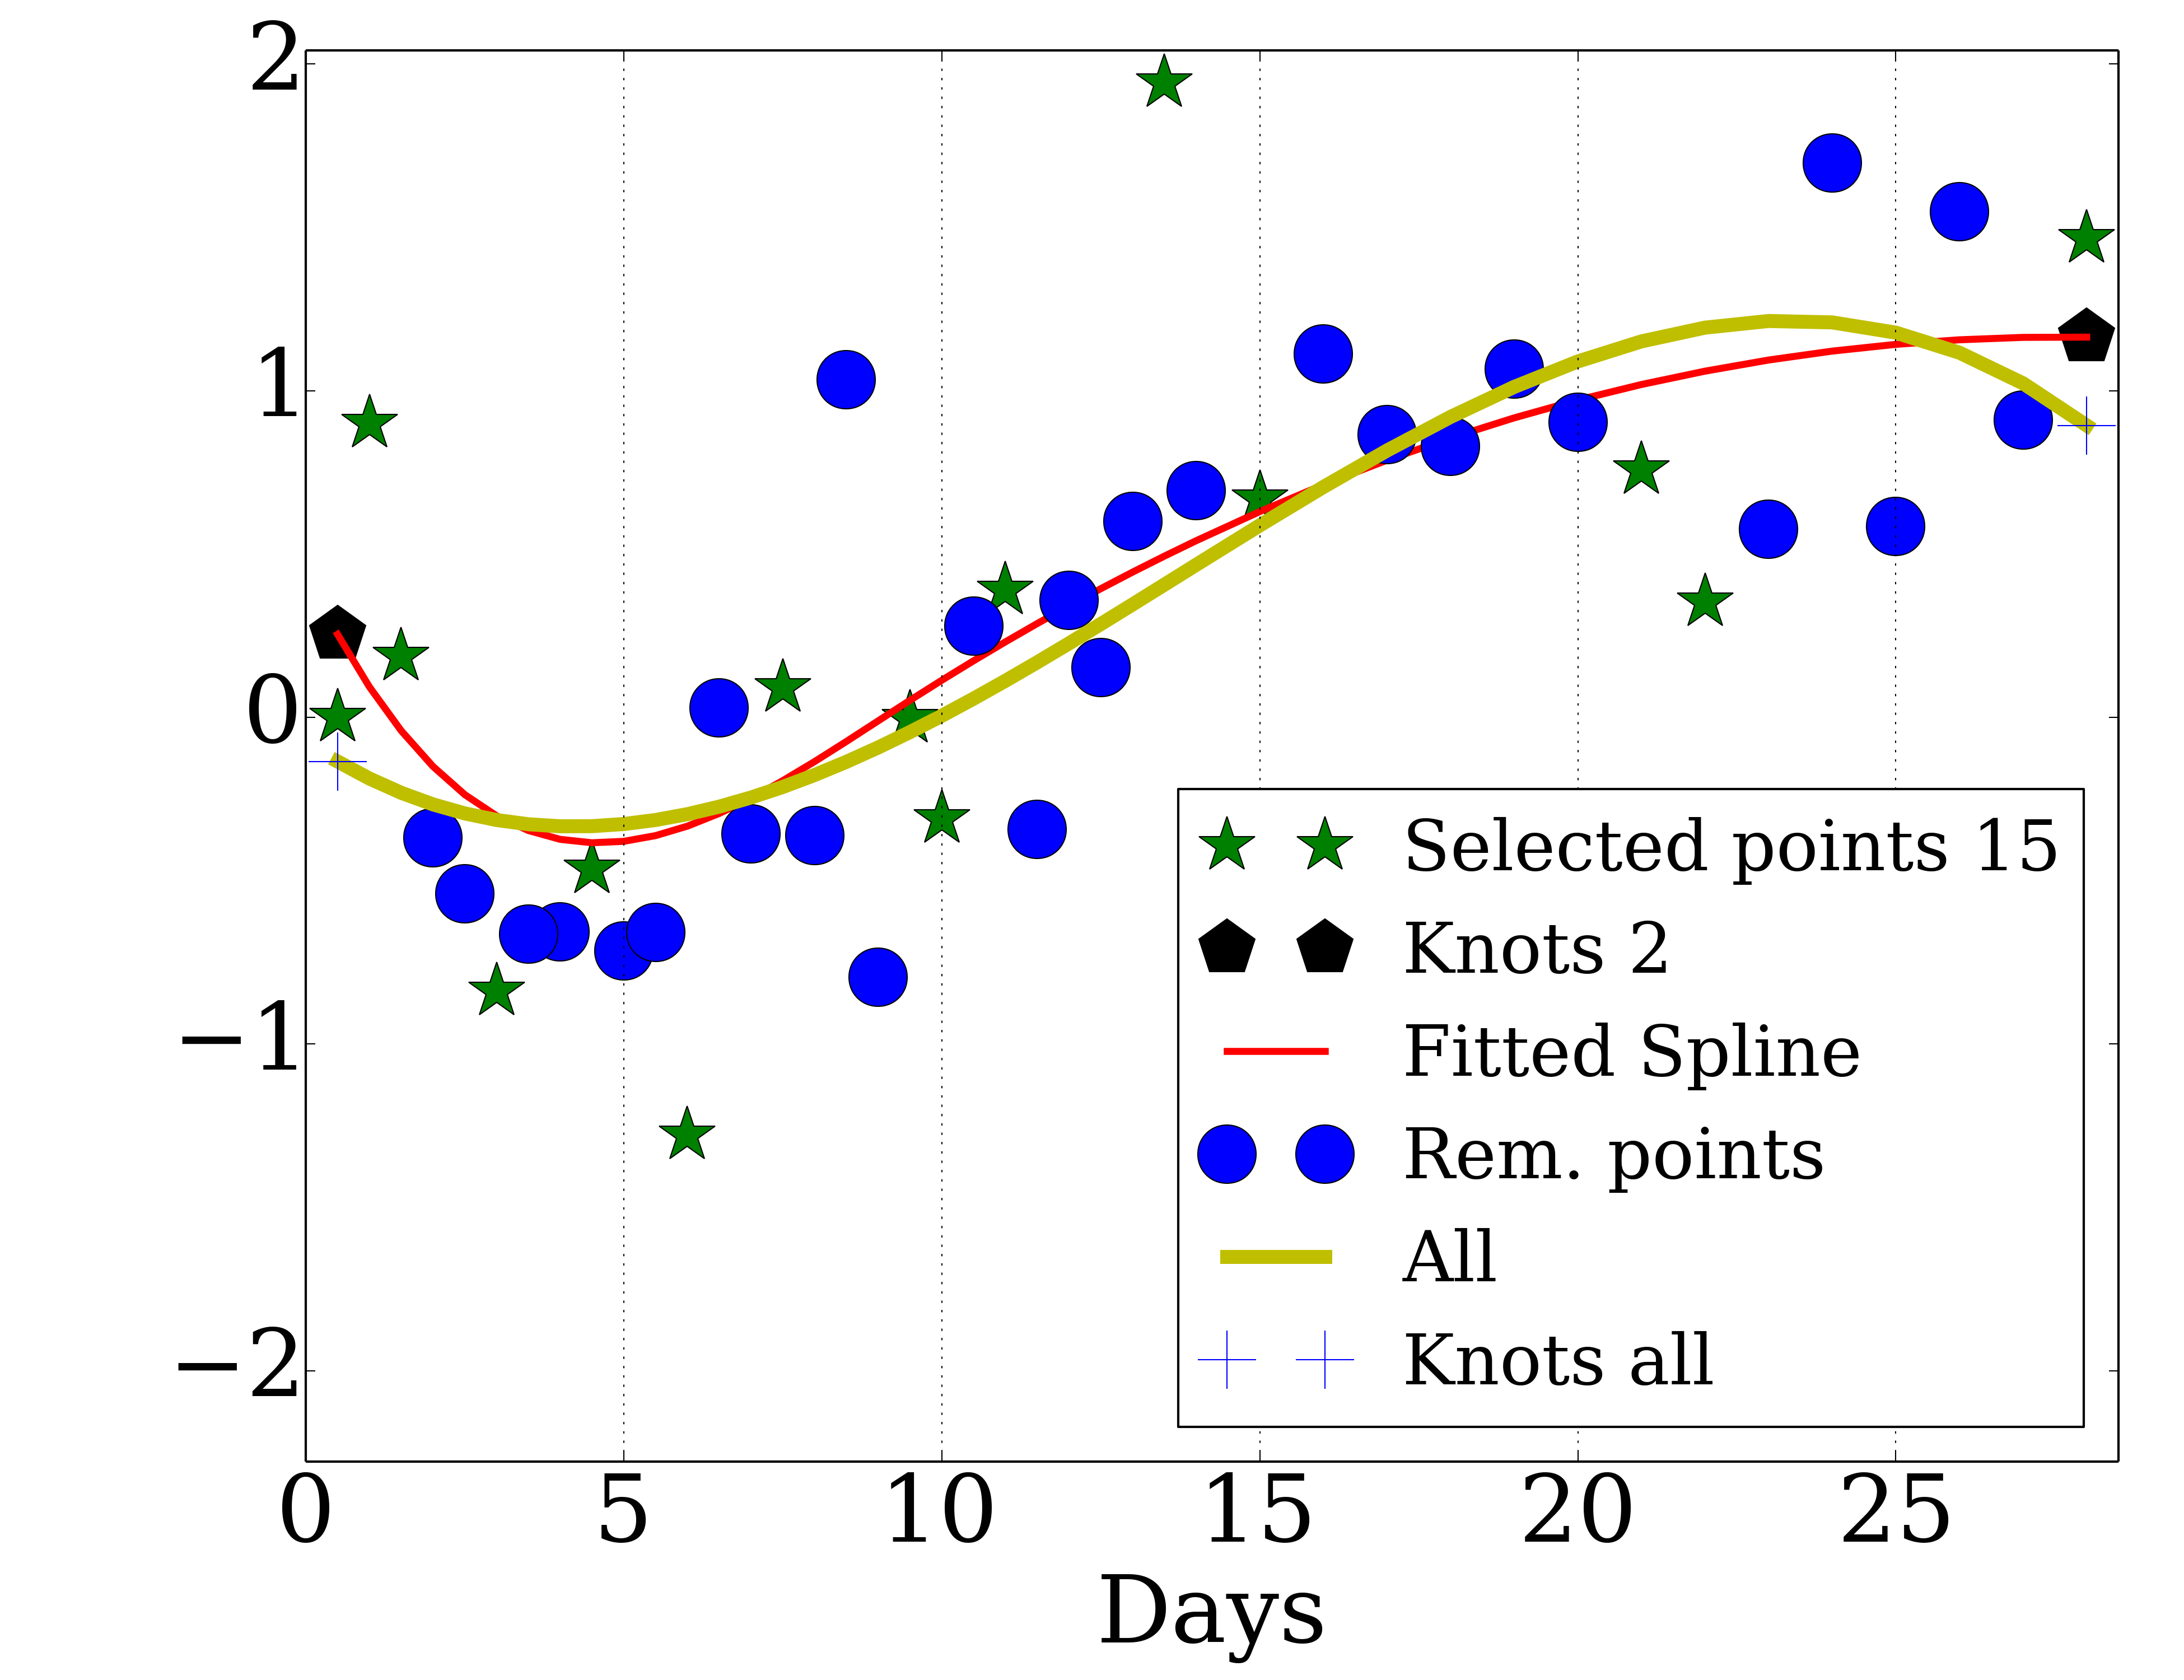 2
1
0
−1
−2
Selected points 15
Knots 2
Fitted Spline
Rem. points
All
Knots all
0 5 10 15 20 25
Days